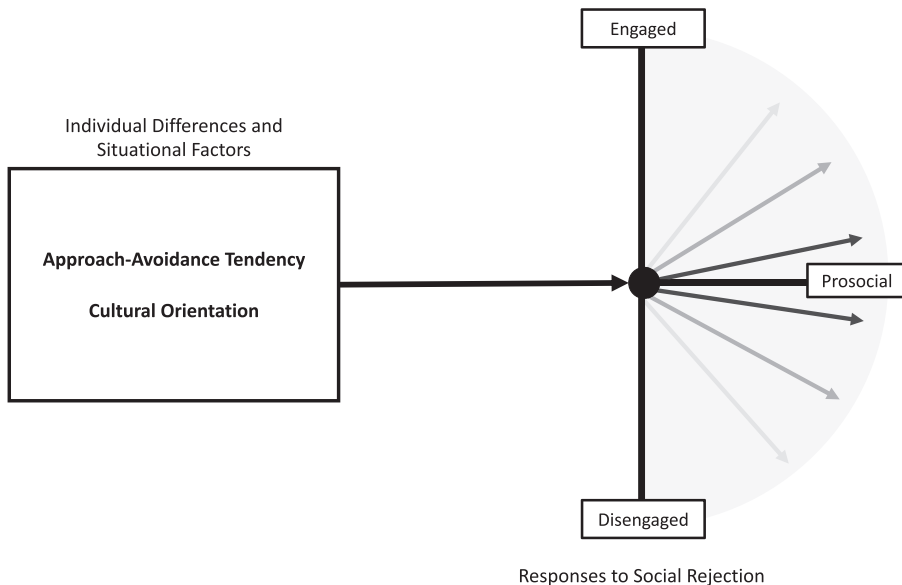 Engaged
Individual Differences and
Situational Factors
Approach-Avoidance Tendency
Cultural Orientation
Prosocial
Disengaged
Responses to Social Rejection